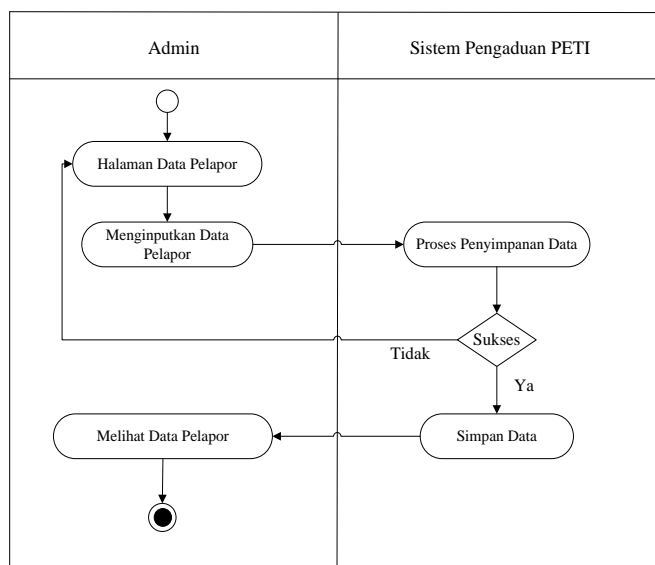 Admin
Sistem Pengaduan PETI
Halaman Data Pelapor
Menginputkan Data
Pelapor
Proses Penyimpanan Data
Sukses
Tidak
Ya
Melihat Data Pelapor
Simpan Data